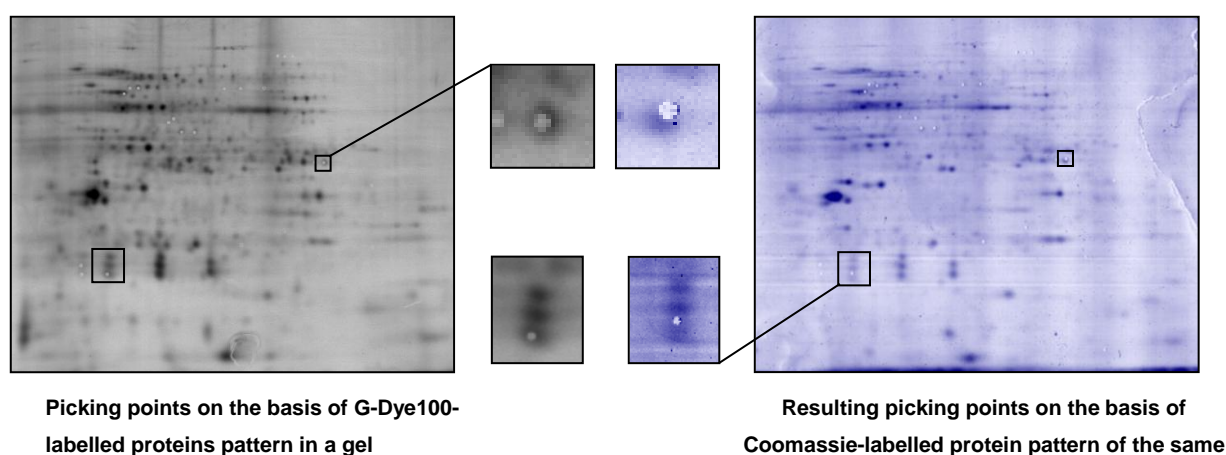 Picking points on the basis of G-Dye100-
labelled proteins pattern in a gel
Resulting picking points on the basis of
Coomassie-labelled protein pattern of the same